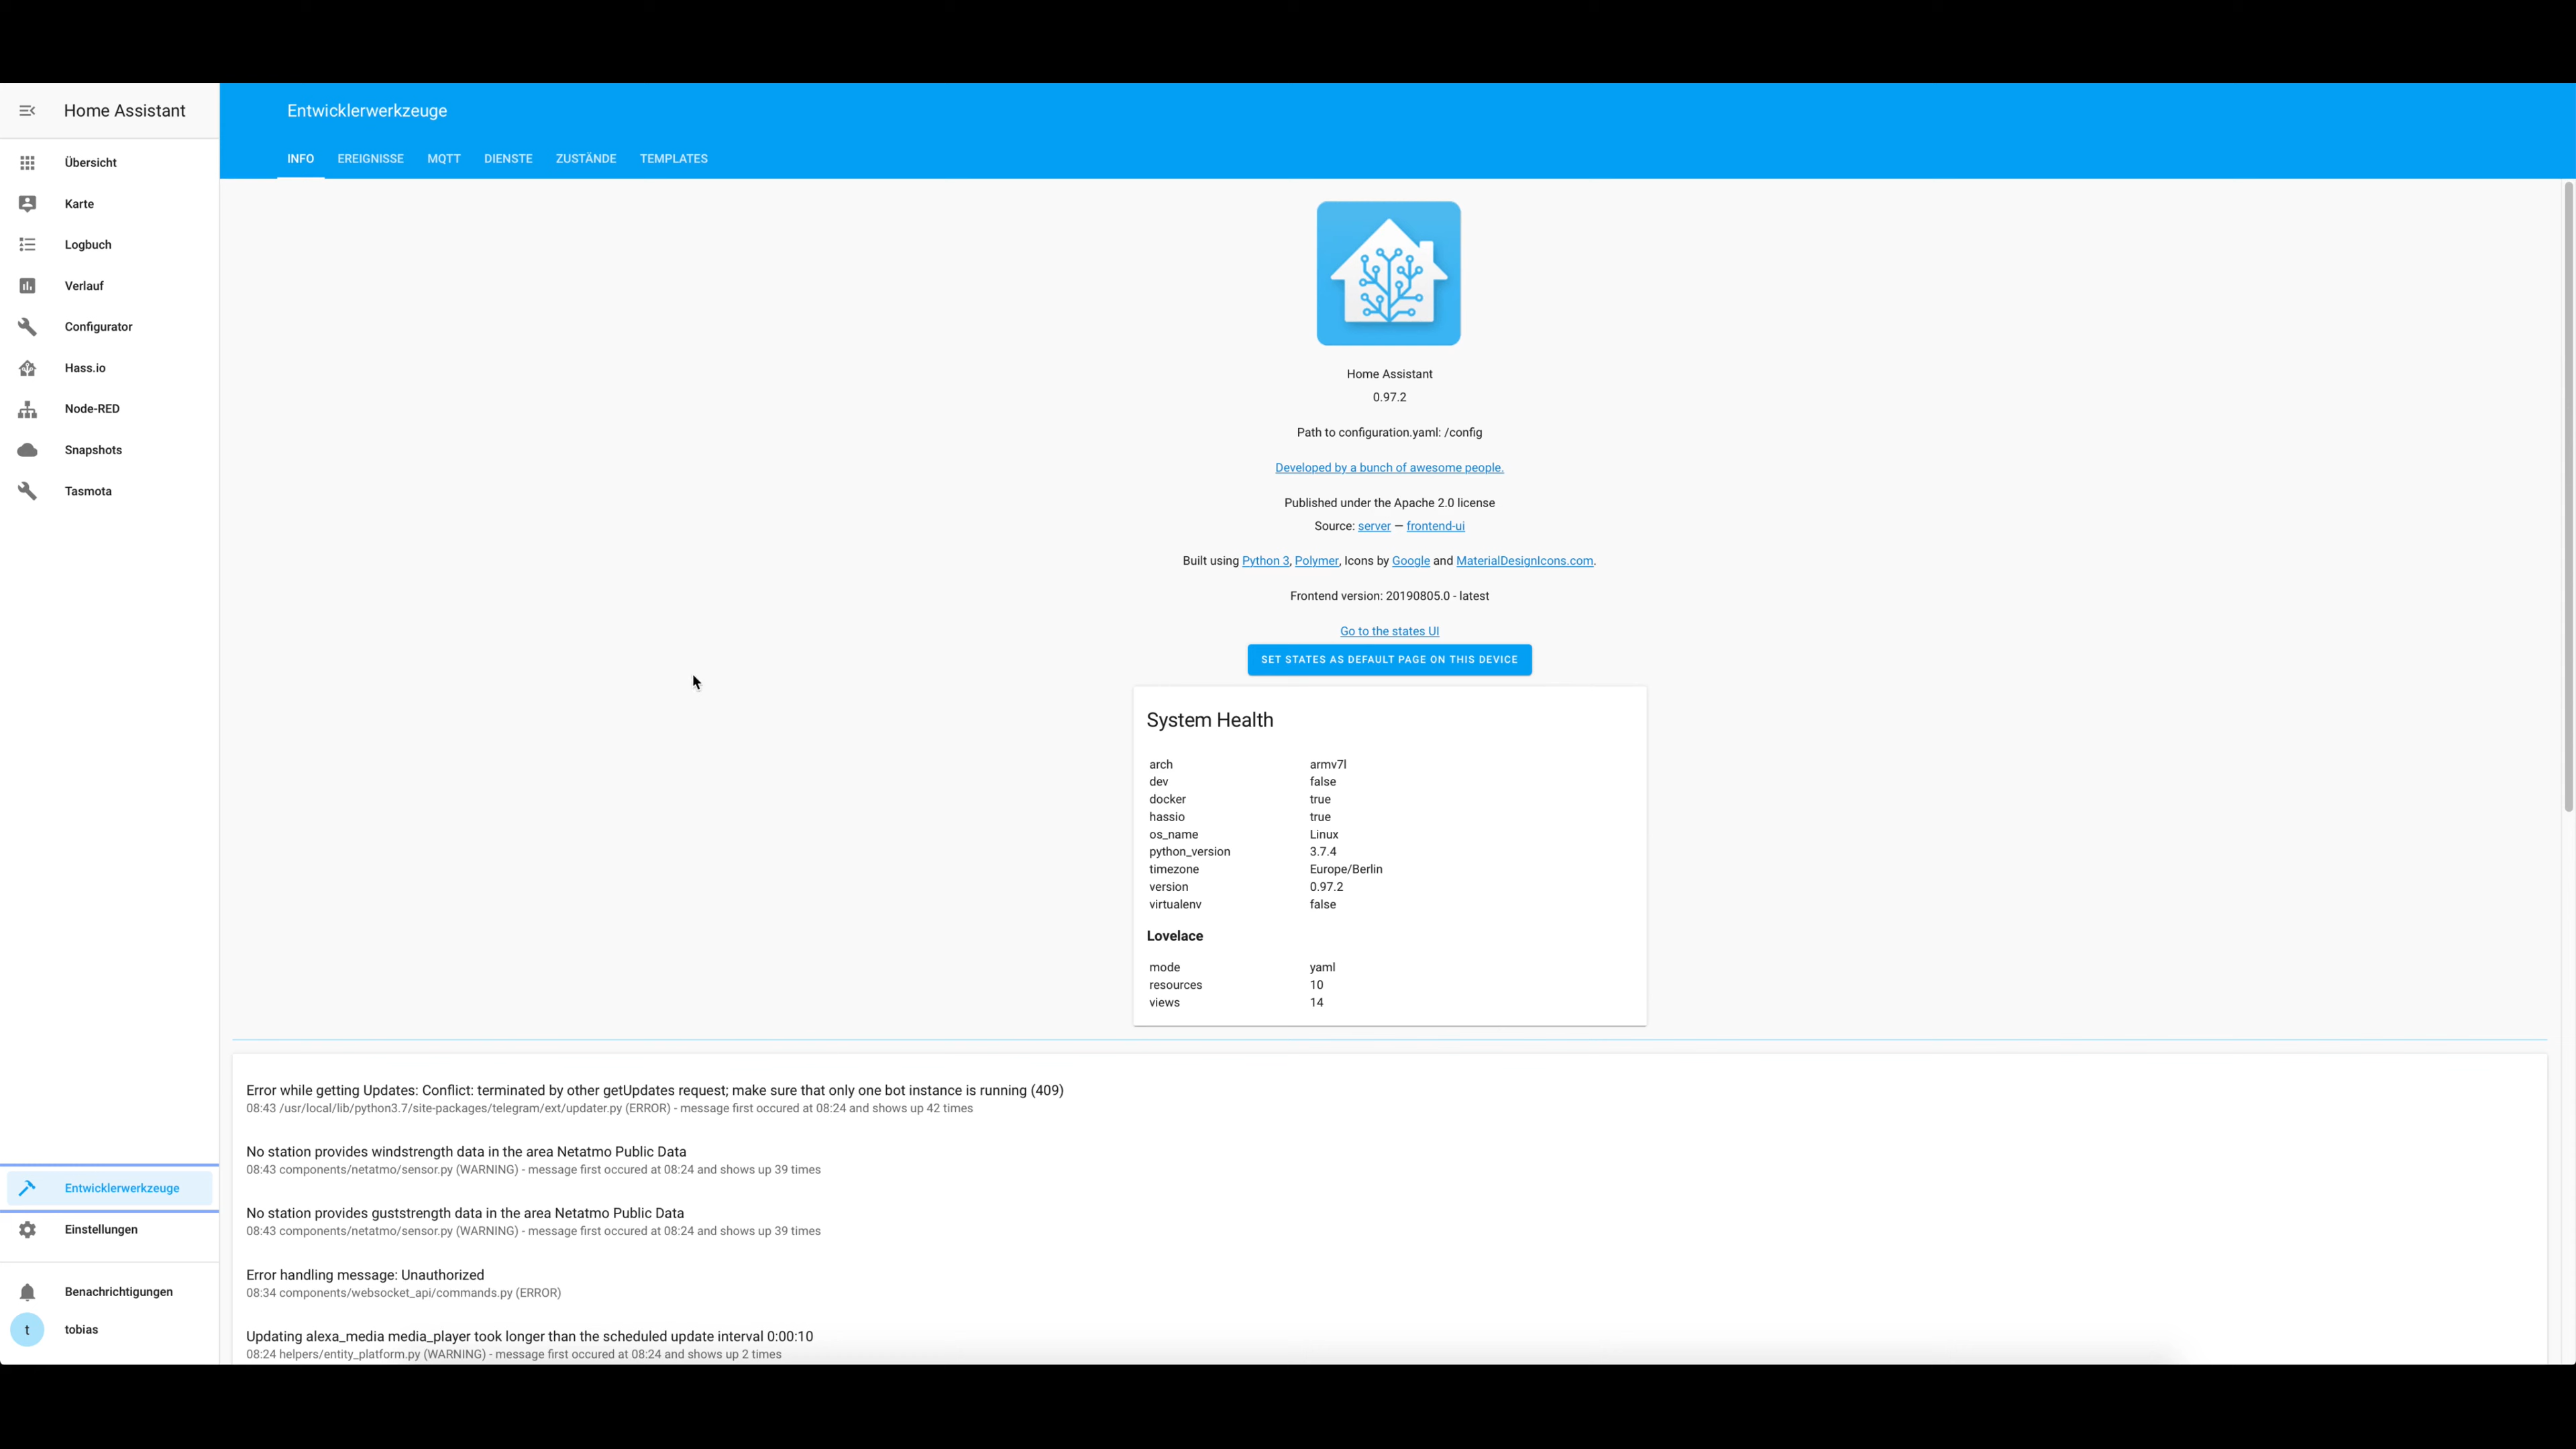 Home Assistant
Übersicht
Karte
Logbuch
Verlauf
Configurator
Hass.io
Node-RED
Snapshots
Tasmota
Entwicklerwerkzeuge
Einstellungen
Benachrichtigungen
t tobias
Entwicklerwerkzeuge
INFO EREIGNISSE MQTT DIENSTE ZUSTÄNDE TEMPLATES
Home Assistant
0.97.2
Path to configuration.yaml: /config
Developed by a bunch of awesome people.
Published under the Apache 2.0 license
Source: server — frontend-ui
Built using Python 3, Polymer, Icons by Google and MaterialDesignIcons.com.
Frontend version: 20190805.0 - latest
Go to the states UI
SET STATES AS DEFAULT PAGE ON THIS DEVICE
System Health
arch armv7l
dev false
docker true
hassio true
os_name Linux
python_version 3.7.4
timezone Europe/Berlin
version 0.97.2
virtualenv false
Lovelace
mode yaml
resources 10
views 14
Error while getting Updates: Conflict: terminated by other getUpdates request; make sure that only one bot instance is running (409)
08:43 /usr/local/lib/python3.7/site-packages/telegram/ext/updater.py (ERROR) - message first occured at 08:24 and shows up 42 times
No station provides windstrength data in the area Netatmo Public Data
08:43 components/netatmo/sensor.py (WARNING) - message first occured at 08:24 and shows up 39 times
No station provides guststrength data in the area Netatmo Public Data
08:43 components/netatmo/sensor.py (WARNING) - message first occured at 08:24 and shows up 39 times
Error handling message: Unauthorized
08:34 components/websocket_api/commands.py (ERROR)
Updating alexa_media media_player took longer than the scheduled update interval 0:00:10
08:24 helpers/entity_platform.py (WARNING) - message first occured at 08:24 and shows up 2 times